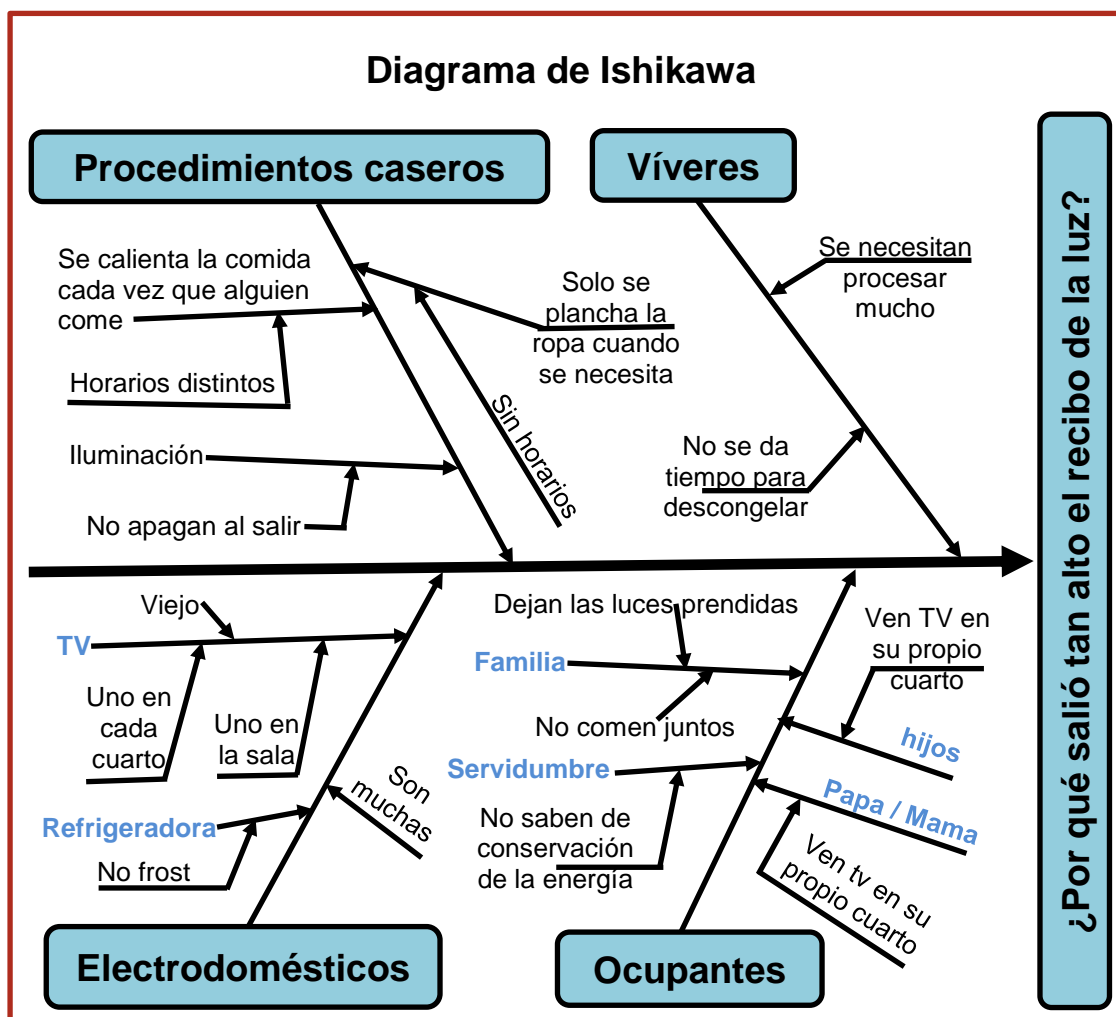 Diagrama de Ishikawa
Procedimientos caseros
Víveres
Se calienta la comida
cada vez que alguien
come
Horarios distintos
Solo se
plancha la
ropa cuando
se necesita
Sin horarios
Iluminación
No apagan al salir
Se necesitan
procesar
mucho
No se da
tiempo para
descongelar
¿Por qué salió tan alto el recibo de la luz?
Viejo
TV
Uno en
cada
cuarto
Uno en
la sala
Refrigeradora
No frost
Son
muchas
Electrodomésticos
Dejan las luces prendidas
Familia
No comen juntos
Ven TV en
su propio
cuarto
hijos
Servidumbre
No saben de
conservación
de la energía
Papa / Mama
Ven tv en su
propio cuarto
Ocupantes